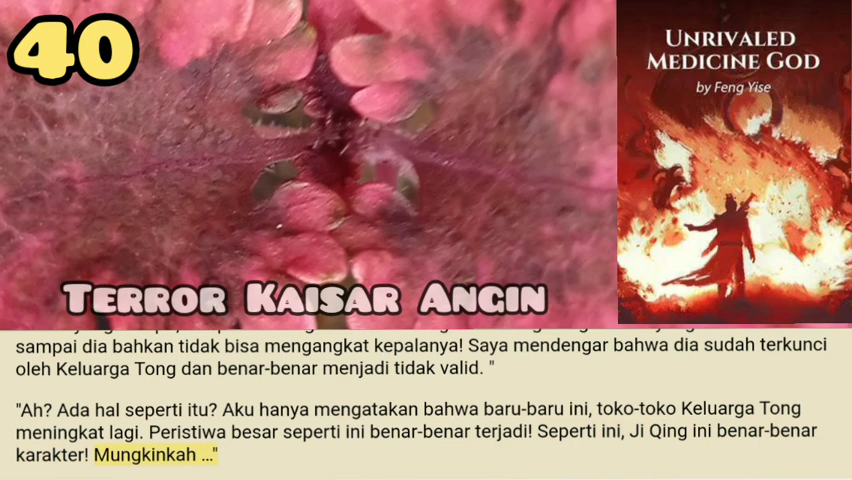 40
UNRIVALED
MEDICINE GOD
by Feng Yise
TERROR KAISAR ANGIN
sampai dia bahkan tidak bisa mengangkat kepalanya! Saya mendengar bahwa dia sudah terkunci
oleh Keluarga Tong dan benar-benar menjadi tidak valid. "
"Ah? Ada hal seperti itu? Aku hanya mengatakan bahwa baru-baru ini, toko-toko Keluarga Tong
meningkat lagi. Peristiwa besar seperti ini benar-benar terjadi! Seperti ini, Ji Qing ini benar-benar
karakter! Mungkinkah ..."